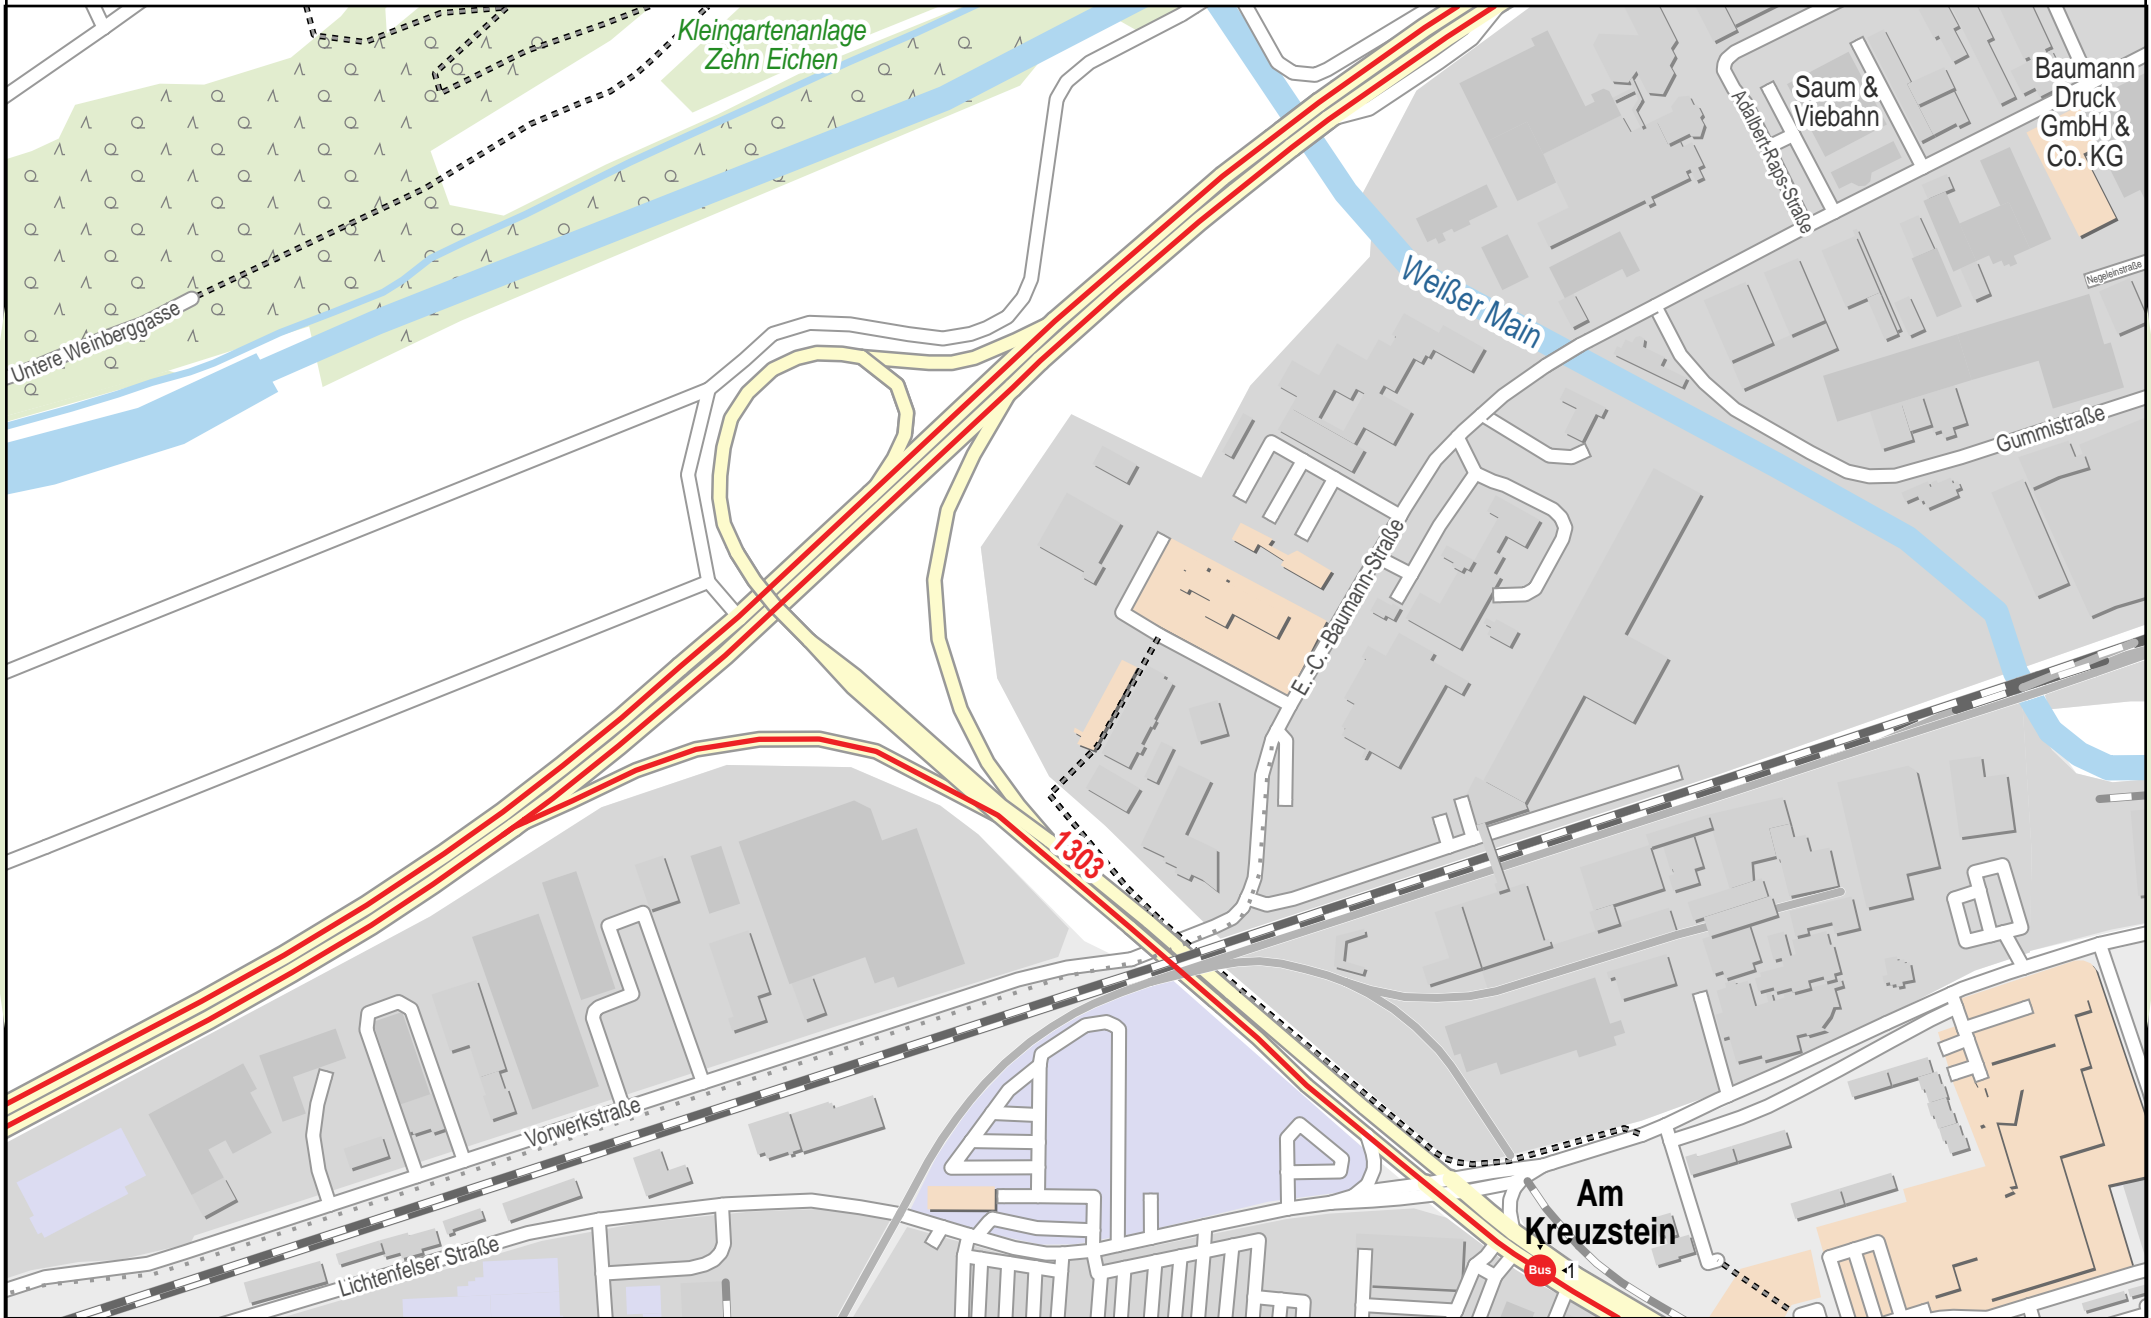 Kleingartenanlage
Zehn Eichen
Saum &
Viebahn
Baumann
Druck
GmbH &
Co. KG
Adalbert-Raps-Straße
Weißer Main
Negeleinstraße
Untere Weinberggasse
Gummistraße
E.-C.-Baumann-Straße
1303
Vorwerkstraße
Lichtenfelser Straße
Am
Kreuzstein
Bus
1